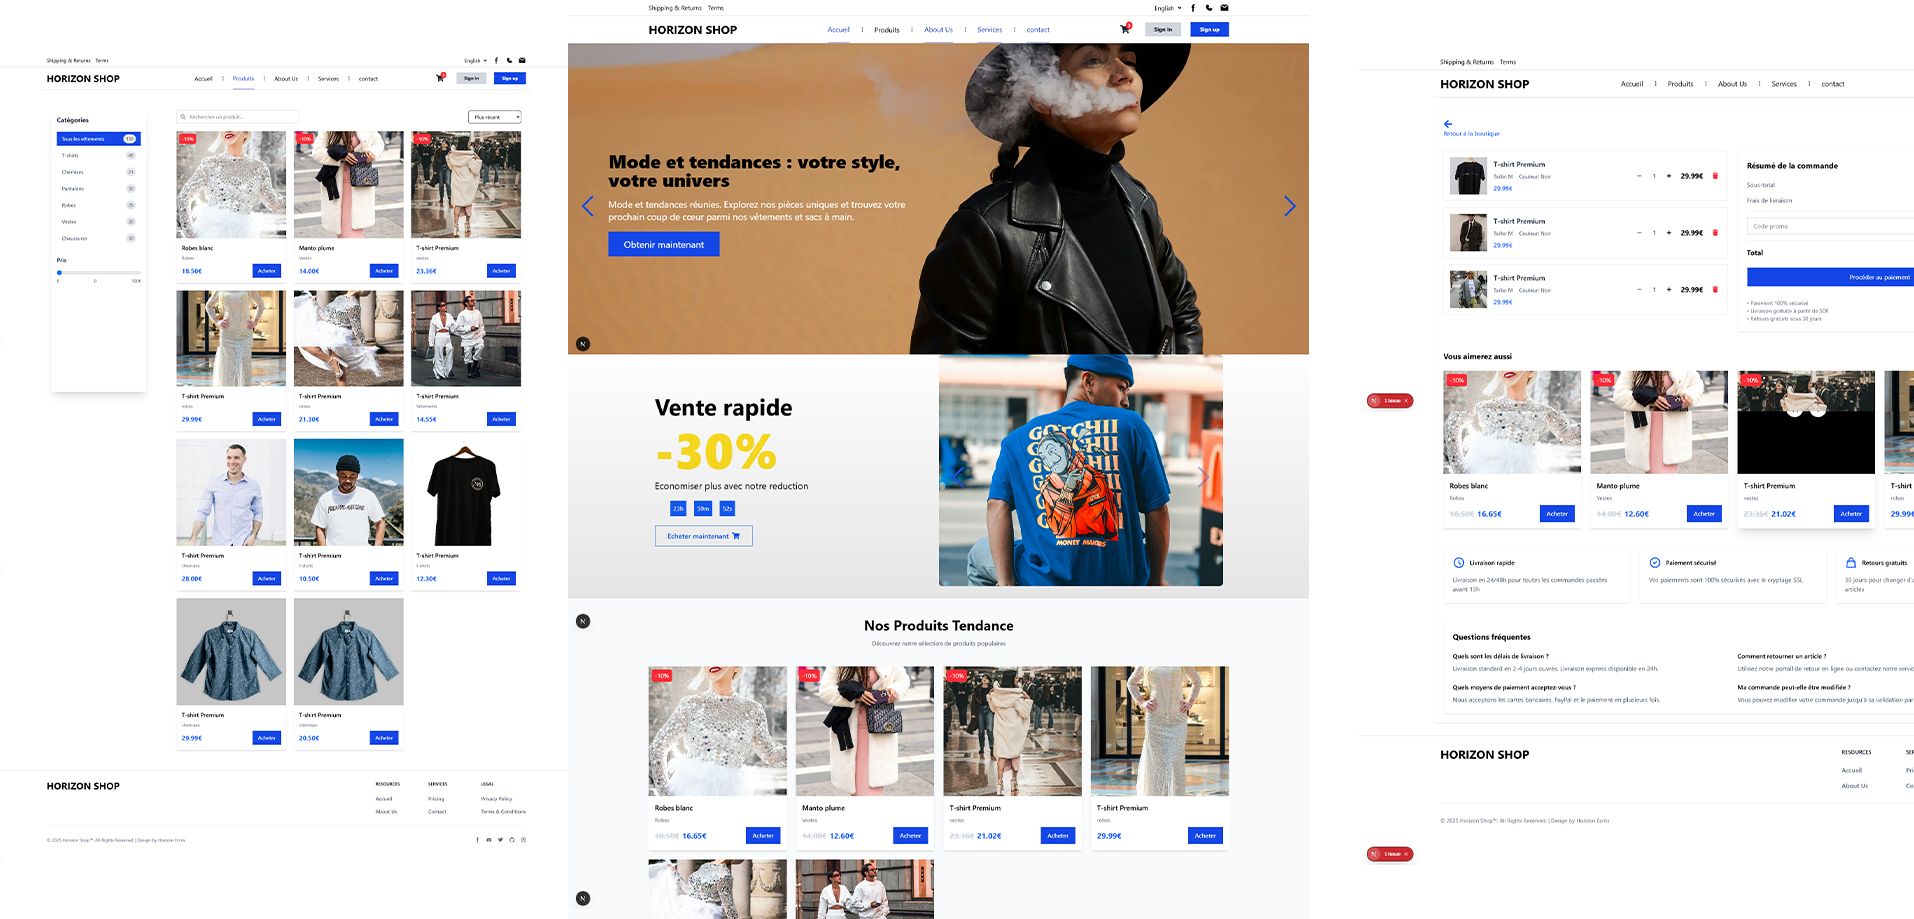 Shipping & Returns Terms
English
HORIZON SHOP
Accueil Produits About Us Services contact
Sign in Sign up
Catégories
Tous les vêtements 150
T-shirts 45
Chemises 21
Pantalons 30
Robes 25
Vestes 20
Chaussures 30
Prix
0 0 100€
Rechercher un produit...
Plus récent
-10%
Robes blanc
Robes
18.50€ Acheter
-10%
Manto plume
Vestes
14.00€ Acheter
-10%
T-shirt Premium
Vestes
23.36€ Acheter
T-shirt Premium
robes
29.99€ Acheter
T-shirt Premium
robes
21.30€ Acheter
T-shirt Premium
Vêtements
14.55€ Acheter
T-shirt Premium
chemises
28.00€ Acheter
T-shirt Premium
t-shirts
10.50€ Acheter
T-shirt Premium
t-shirts
12.30€ Acheter
T-shirt Premium
chemises
29.99€ Acheter
T-shirt Premium
chemises
20.50€ Acheter
HORIZON SHOP
RESOURCES
Accueil
About Us
SERVICES
Pricing
Contact
LEGAL
Privacy Policy
Terms & Conditions
© 2025 Horizon Shop™. All Rights Reserved. | Design by Horizon Eents
Shipping & Returns Terms
English
HORIZON SHOP
Accueil Produits About Us Services contact
Sign in Sign up
Mode et tendances : votre style,
votre univers
Mode et tendances réunies. Explorez nos pièces uniques et trouvez votre
prochain coup de cœur parmi nos vêtements et sacs à main.
Obtenir maintenant
N
Vente rapide
-30%
Economiser plus avec notre reduction
23h 59m 52s
Echeter maintenant
GOTCHII
MONEY MAKERS
N
Nos Produits Tendance
Découvrez notre sélection de produits populaires
-10%
Robes blanc
Robes
18.50€ 16.65€ Acheter
-10%
Manto plume
Vestes
14.00€ 12.60€ Acheter
-10%
T-shirt Premium
vestes
23.36€ 21.02€ Acheter
T-shirt Premium
robes
29.99€ Acheter
N
Shipping & Returns Terms
HORIZON SHOP
Accueil Produits About Us Services contact
Retour à la boutique
T-shirt Premium
Taille: M Couleur: Noir
29.99€
− 1 + 29.99€
T-shirt Premium
Taille: M Couleur: Noir
29.99€
− 1 + 29.99€
T-shirt Premium
Taille: M Couleur: Noir
29.99€
− 1 + 29.99€
Résumé de la commande
Sous-total
Frais de livraison
Code promo
Total
Procéder au paiement
• Paiement 100% sécurisé
• Livraison gratuite à partir de 50€
• Retours gratuits sous 30 jours
Vous aimerez aussi
N 1 Issue ×
-10%
Robes blanc
Robes
18.50€ 16.65€ Acheter
-10%
Manto plume
Vestes
14.00€ 12.60€ Acheter
-10%
T-shirt Premium
vestes
23.36€ 21.02€ Acheter
T-shirt
robes
29.99€
Livraison rapide
Livraison en 24/48h pour toutes les commandes passées
avant 13h
Paiement sécurisé
Vos paiements sont 100% sécurisés avec le cryptage SSL
Retours gratuits
30 jours pour changer d'a
articles
Questions fréquentes
Quels sont les délais de livraison ?
Livraison standard en 2-4 jours ouvrés. Livraison express disponible en 24h.
Comment retourner un article ?
Utilisez notre portail de retour en ligne ou contactez notre servic
Quels moyens de paiement acceptez-vous ?
Nous acceptons les cartes bancaires, PayPal et le paiement en plusieurs fois.
Ma commande peut-elle être modifiée ?
Vous pouvez modifier votre commande jusqu'à sa validation par
HORIZON SHOP
RESOURCES
Accueil
About Us
SER
Pri
Co
© 2025 Horizon Shop™. All Rights Reserved. | Design by Horizon Eents
N 1 Issue ×